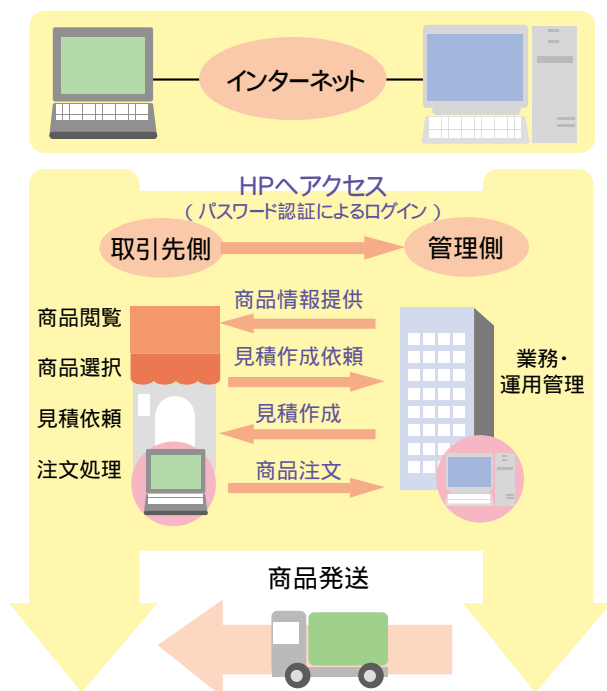 インターネット
HPへアクセス
(パスワード認証によるログイン)
取引先側
管理側
商品情報提供
商品閲覧
見積作成依頼
商品選択
業務・
運用管理
見積作成
見積依頼
商品注文
注文処理
商品発送